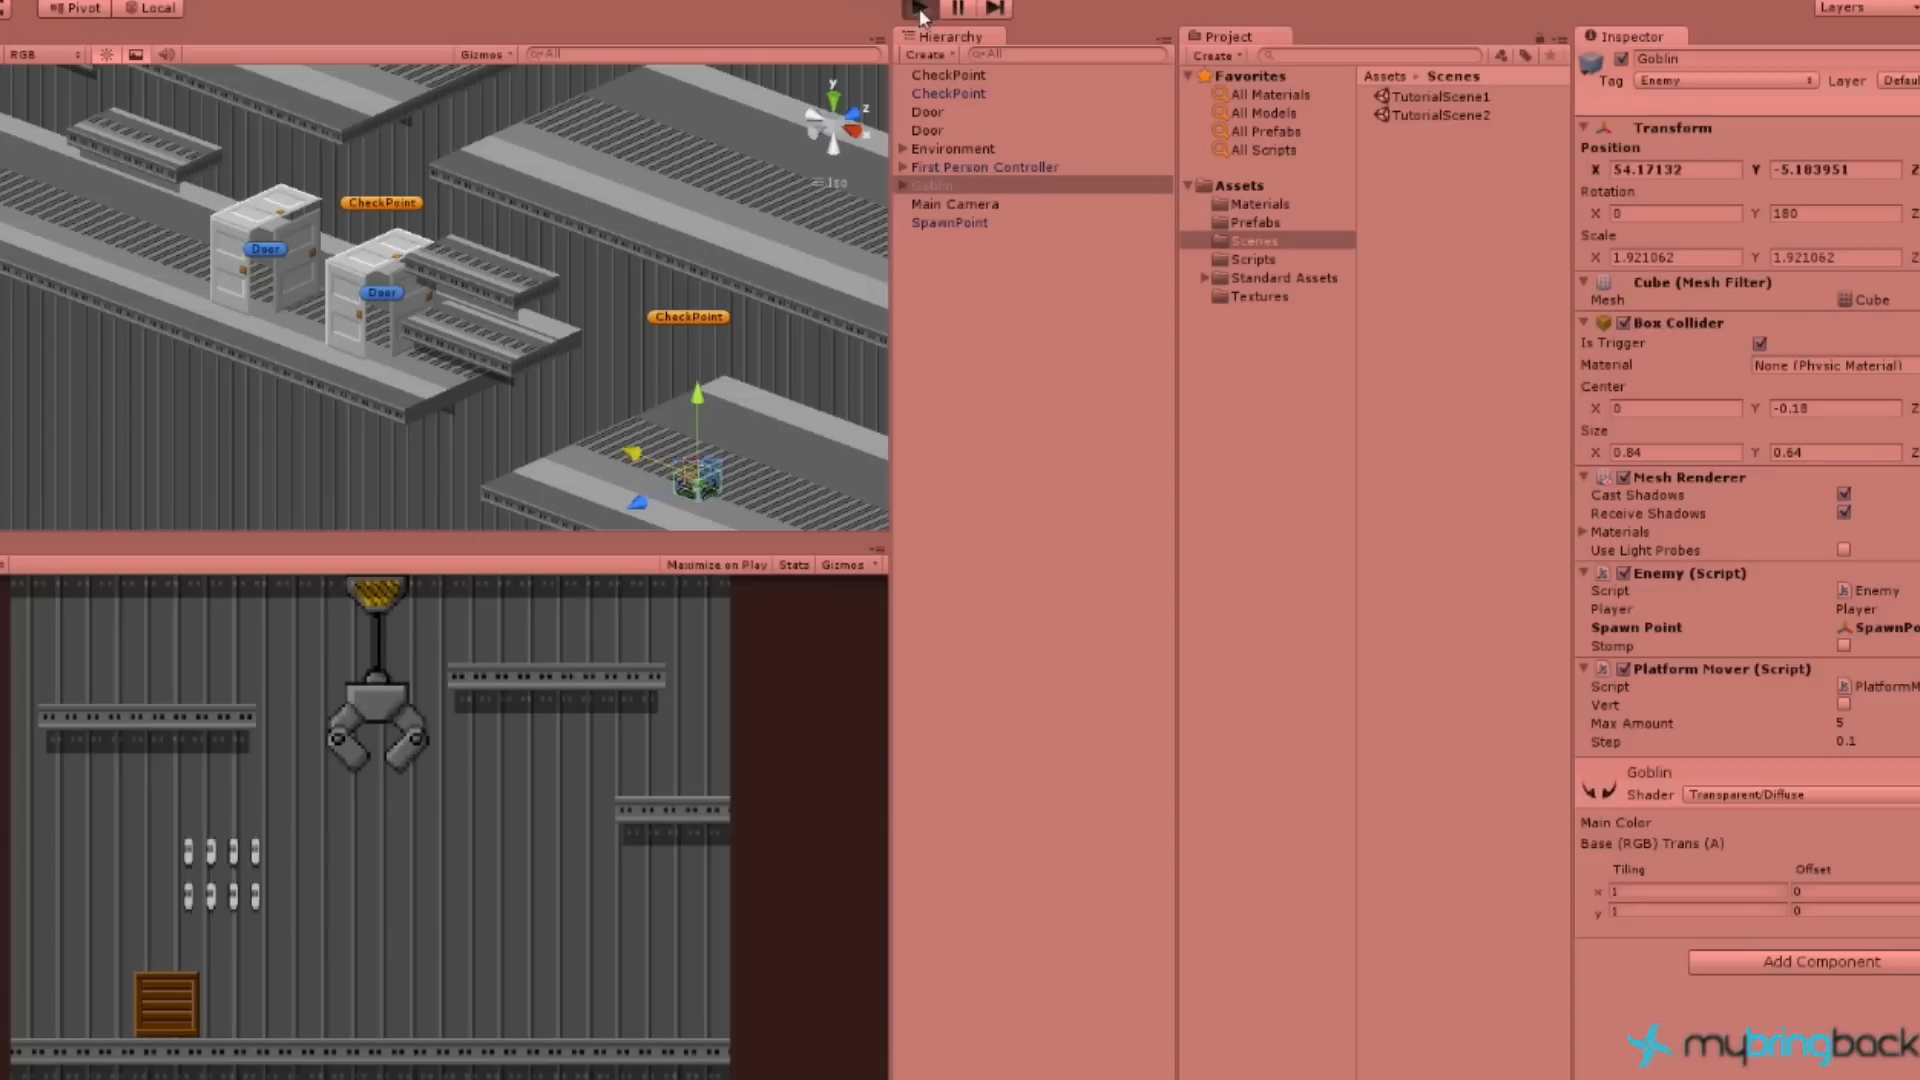 Pivot Local Layers
RGB Gizmos All
CheckPoint
Door
Door
CheckPoint
y
z
x
Iso
Maximize on Play Stats Gizmos
Hierarchy
Create All
CheckPoint
CheckPoint
Door
Door
Environment
First Person Controller
Goblin
Main Camera
SpawnPoint
Project
Create
Favorites
All Materials
All Models
All Prefabs
All Scripts
Assets
Materials
Prefabs
Scenes
Scripts
Standard Assets
Textures
Assets Scenes
TutorialScene1
TutorialScene2
Inspector
Goblin
Tag Enemy Layer Defaul
Transform
Position
X 54.17132 Y -5.183951 Z
Rotation
X 0 Y 180 Z
Scale
X 1.921062 Y 1.921062 Z
Cube (Mesh Filter)
Mesh Cube
Box Collider
Is Trigger
Material None (Physic Material)
Center
X 0 Y -0.18 Z
Size
X 0.84 Y 0.64 Z
Mesh Renderer
Cast Shadows
Receive Shadows
Materials
Use Light Probes
Enemy (Script)
Script Enemy
Player Player
Spawn Point SpawnPo
Stomp
Platform Mover (Script)
Script PlatformM
Vert
Max Amount 5
Step 0.1
Goblin
Shader Transparent/Diffuse
Main Color
Base (RGB) Trans (A)
Tiling Offset
x 1 0
y 1 0
Add Component
mybringback